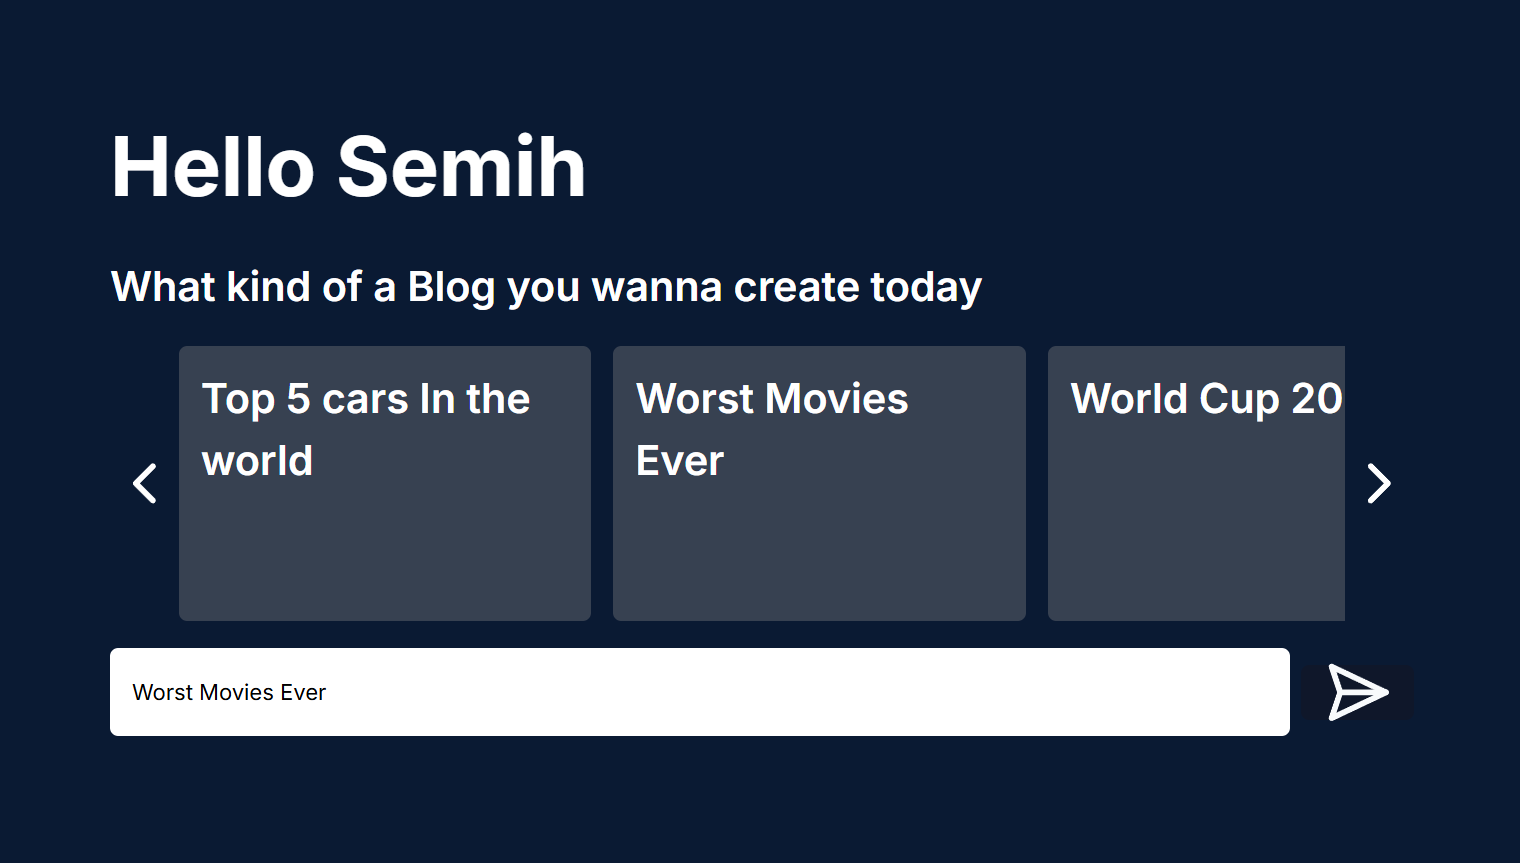 Hello Semih
What kind of a Blog you wanna create today
Top 5 cars In the
world
Worst Movies
Ever
World Cup 20
Worst Movies Ever